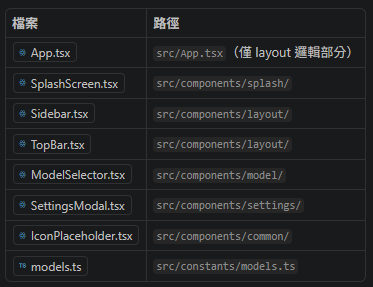 檔案 路徑
App.tsx src/App.tsx（僅 layout 邏輯部分）
SplashScreen.tsx src/components/splash/
Sidebar.tsx src/components/layout/
TopBar.tsx src/components/layout/
ModelSelector.tsx src/components/model/
SettingsModal.tsx src/components/settings/
IconPlaceholder.tsx src/components/common/
TS models.ts src/constants/models.ts